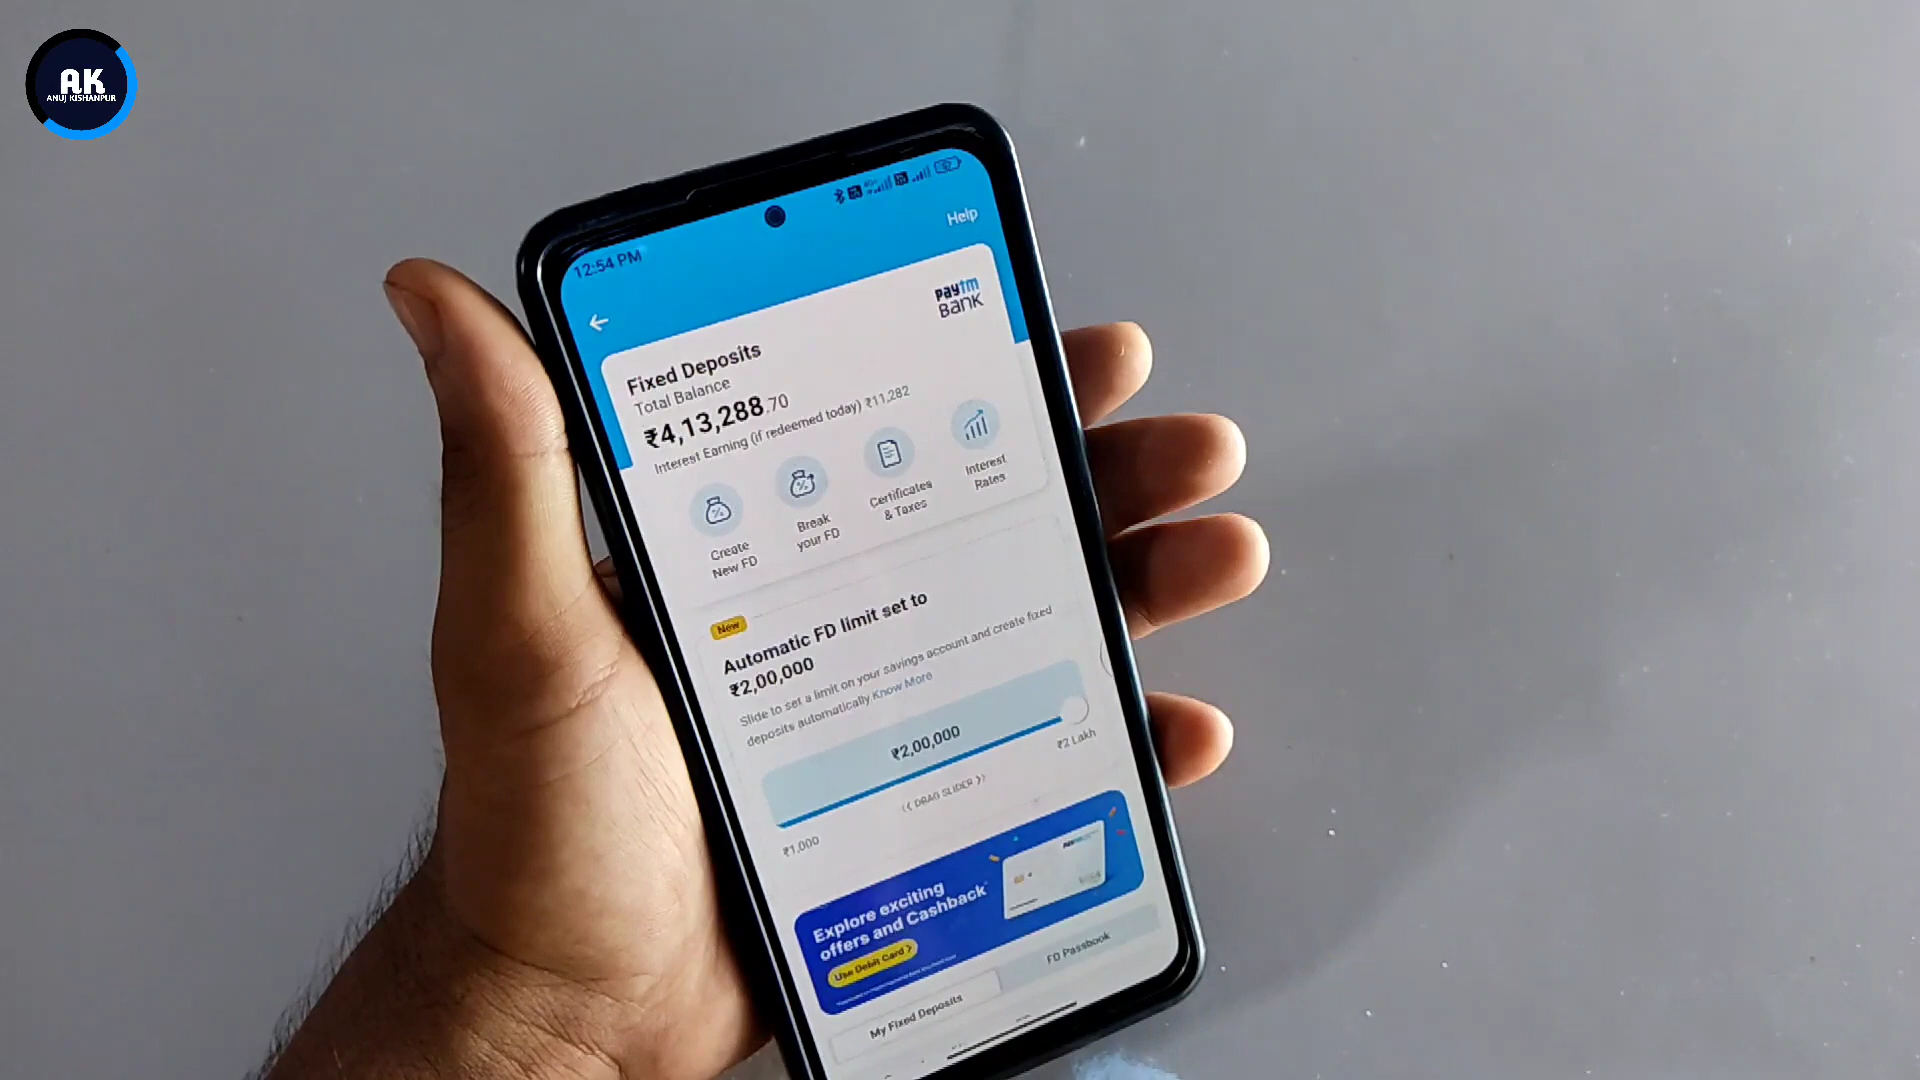 AK
ANUJ KISHANPUR
12:54 PM
Help
paytm
Bank
Fixed Deposits
Total Balance
₹4,13,288.70
Interest Earning (if redeemed today) ₹11,282
Create
New FD
Break
your FD
Certificates
& Taxes
Interest
Rates
New
Automatic FD limit set to
₹2,00,000
Slide to set a limit on your savings account and create fixed
deposits automatically.Know More
₹2,00,000
₹1,000
₹2 Lakh
DRAG SLIDER
Explore exciting
offers and Cashback*
Use Debit Card
My Fixed Deposits
FD Passbook